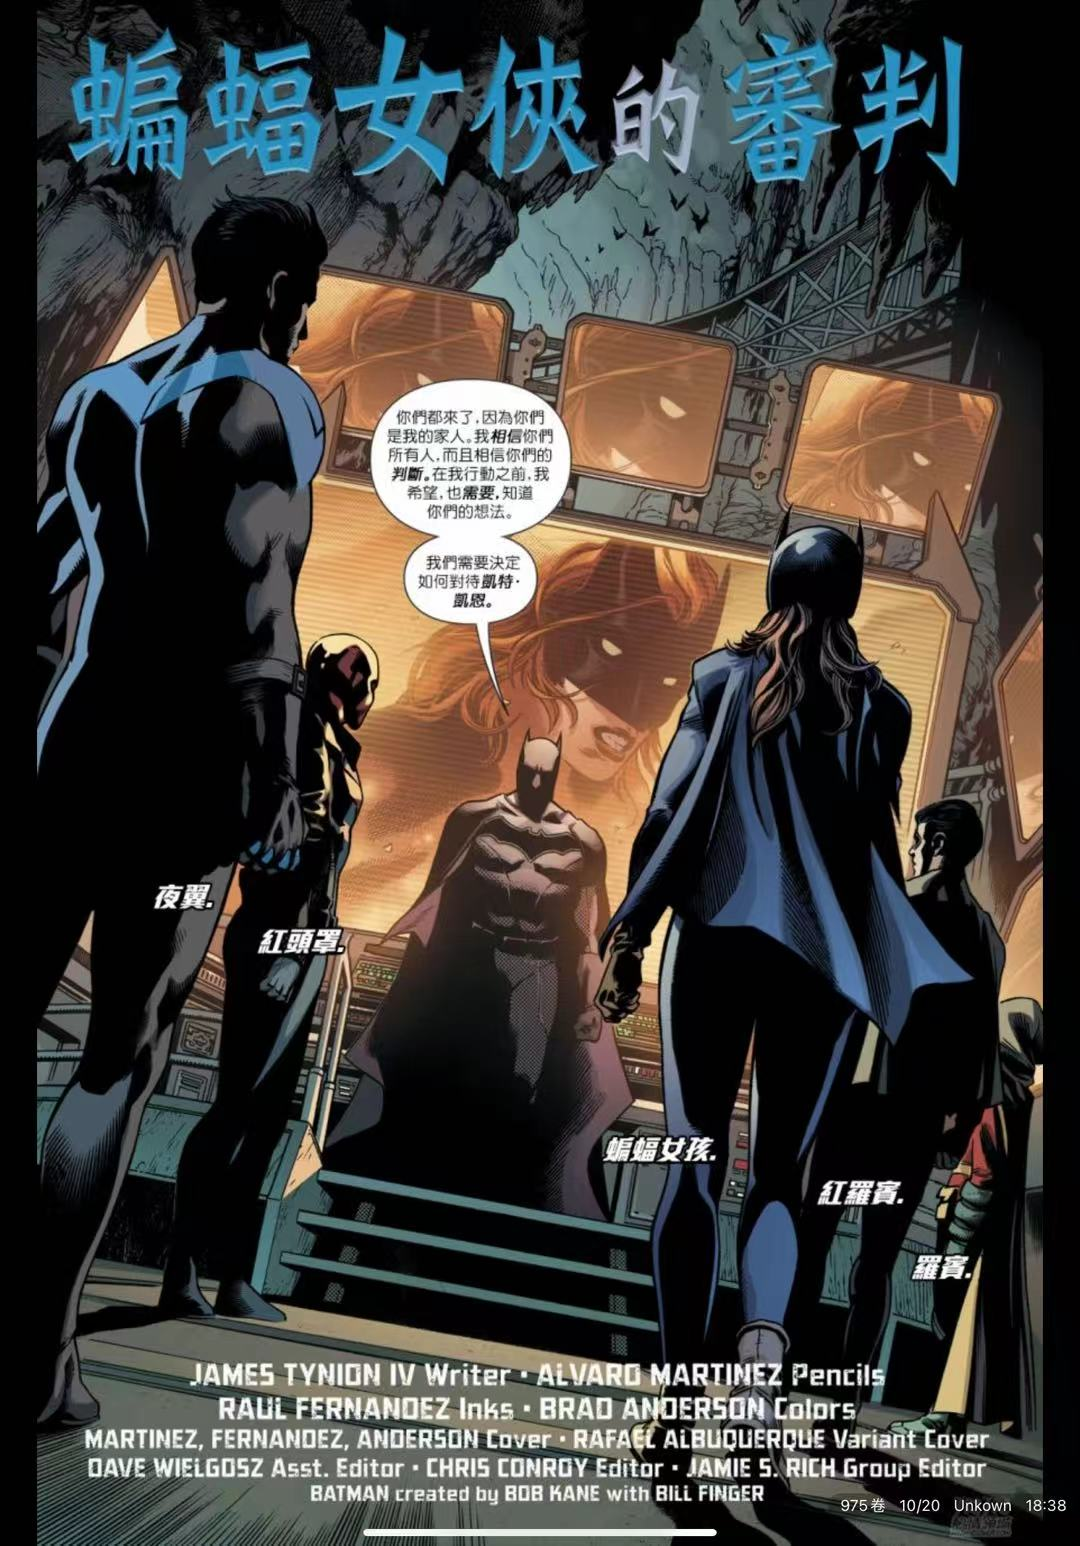 蝙蝠女俠的審判
你們都來了,因為你們
是我的家人。我相信你們
所有人,而且相信你們的
判斷。在我行動之前,我
希望,也需要,知道
你們的想法。
我們需要決定
如何對待凱特·
凱恩。
夜翼.
紅頭罩.
蝙蝠女孩.
紅羅賓.
羅賓.
JAMES TYNION IV Writer · ALVARO MARTINEZ Pencils
RAUL FERNANDEZ Inks · BRAD ANDERSON Colors
MARTINEZ, FERNANDEZ, ANDERSON Cover · RAFAEL ALBUQUERQUE Variant Cover
DAVE WIELGOSZ Asst. Editor · CHRIS CONROY Editor · JAMIE S. RICH Group Editor
BATMAN created by BOB KANE with BILL FINGER
975卷 10/20 Unkown 18:38